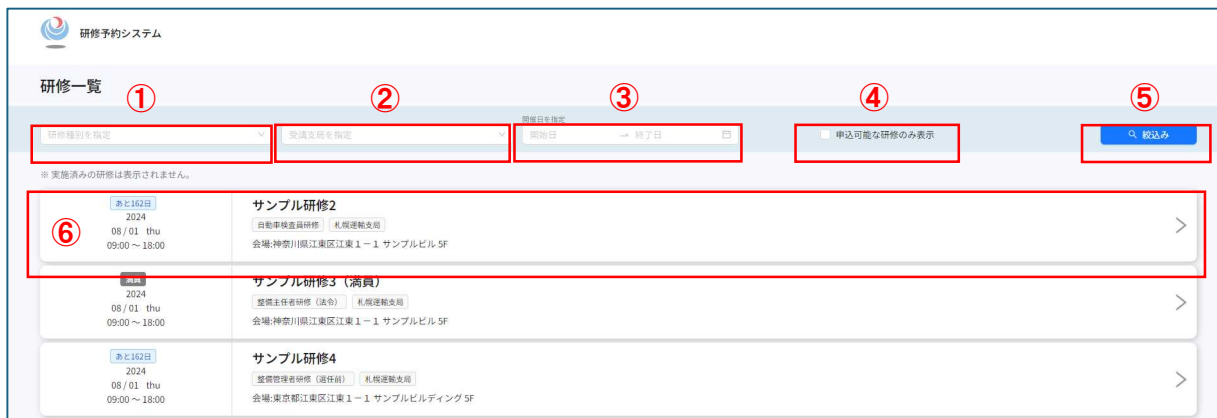 研修予約システム
研修一覧
① ② ③ ④ ⑤
開催日を指定
研修種別を指定 受講支局を指定 開始日 → 終了日 申込可能な研修のみ表示 絞込み
※ 実施済みの研修は表示されません。
⑥
あと162日
2024
08 / 01 thu
09:00 ～ 18:00
サンプル研修2
自動車検査員研修 札幌運輸支局
会場:神奈川県江東区江東1－1 サンプルビル 5F
満員
2024
08 / 01 thu
09:00 ～ 18:00
サンプル研修3（満員）
整備主任者研修（法令） 札幌運輸支局
会場:神奈川県江東区江東1－1 サンプルビル 5F
あと162日
2024
08 / 01 thu
09:00 ～ 18:00
サンプル研修4
整備管理者研修（選任前） 札幌運輸支局
会場:東京都江東区江東1－1 サンプルビルディング 5F